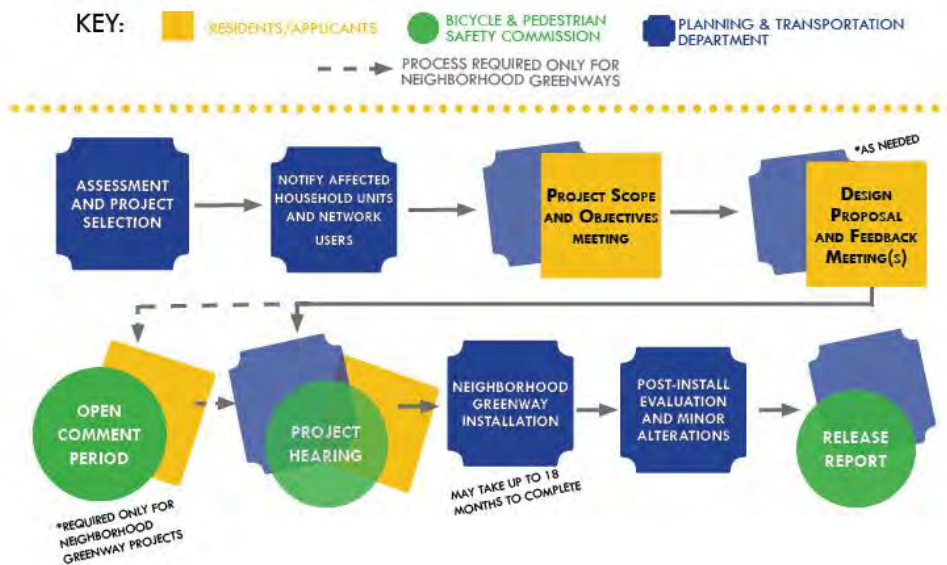 KEY:
RESIDENTS/APPLICANTS
BICYCLE & PEDESTRIAN
SAFETY COMMISSION
PLANNING & TRANSPORTATION
DEPARTMENT
PROCESS REQUIRED ONLY FOR
NEIGHBORHOOD GREENWAYS
ASSESSMENT
AND PROJECT
SELECTION
NOTIFY AFFECTED
HOUSEHOLD UNITS
AND NETWORK
USERS
PROJECT SCOPE
AND OBJECTIVES
MEETING
*AS NEEDED
DESIGN
PROPOSAL
AND FEEDBACK
MEETING(S)
OPEN
COMMENT
PERIOD
*REQUIRED ONLY FOR
NEIGHBORHOOD
GREENWAY PROJECTS
PROJECT
HEARING
NEIGHBORHOOD
GREENWAY
INSTALLATION
MAY TAKE UP TO 18
MONTHS TO COMPLETE
POST-INSTALL
EVALUATION
AND MINOR
ALTERATIONS
RELEASE
REPORT